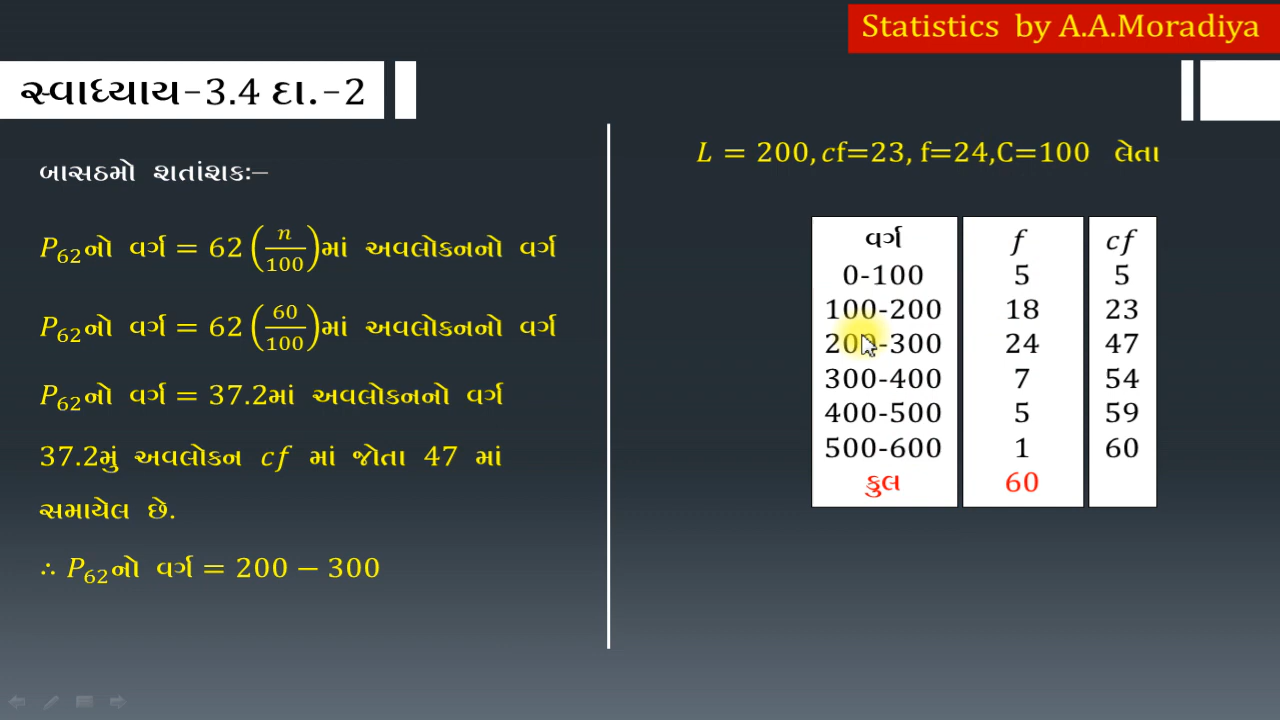 Statistics by A.A.Moradiya
સ્વાધ્યાય-3.4 દા.-2
બાસઠમો શતાંશક:–
P₆₂નો વર્ગ = 62 (n/100)માં અવલોકનનો વર્ગ
P₆₂નો વર્ગ = 62 (60/100)માં અવલોકનનો વર્ગ
P₆₂નો વર્ગ = 37.2માં અવલોકનનો વર્ગ
37.2મું અવલોકન cf માં જોતા 47 માં
સમાયેલ છે.
∴ P₆₂નો વર્ગ = 200 − 300
L = 200, cf=23, f=24,C=100 લેતા
વર્ગ f cf
0-100 5 5
100-200 18 23
200-300 24 47
300-400 7 54
400-500 5 59
500-600 1 60
કુલ 60